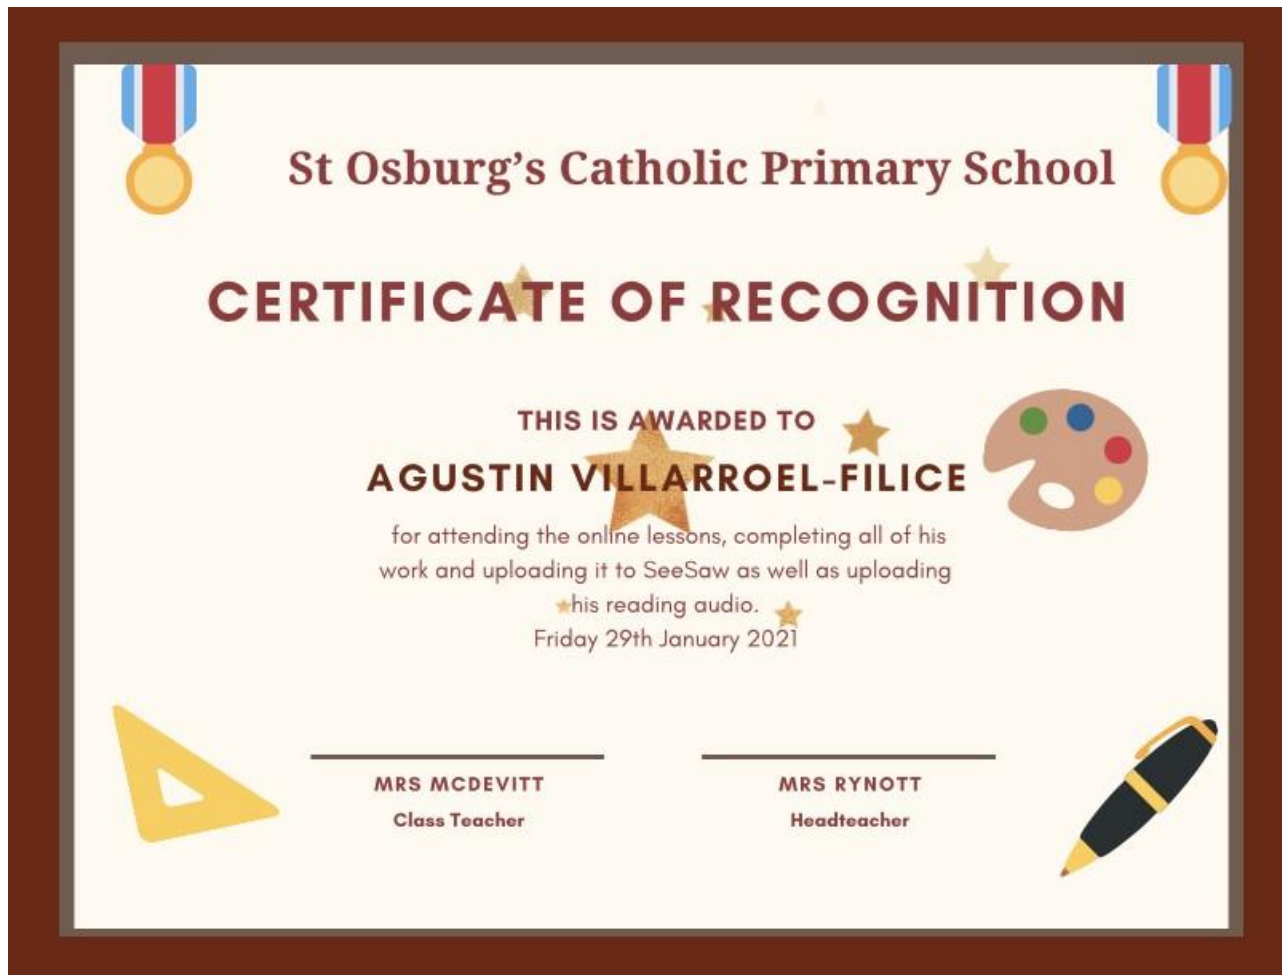 St Osburg’s Catholic Primary School
CERTIFICATE OF RECOGNITION
THIS IS AWARDED TO
AGUSTIN VILLARROEL-FILICE
for attending the online lessons, completing all of his
work and uploading it to SeeSaw as well as uploading
his reading audio.
Friday 29th January 2021
MRS MCDEVITT
Class Teacher
MRS RYNOTT
Headteacher